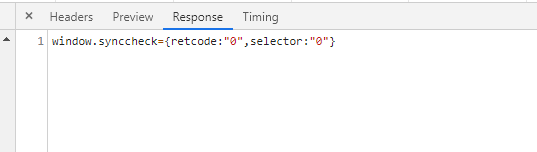 × Headers Preview Response Timing
1 window.synccheck={retcode:"0",selector:"0"}